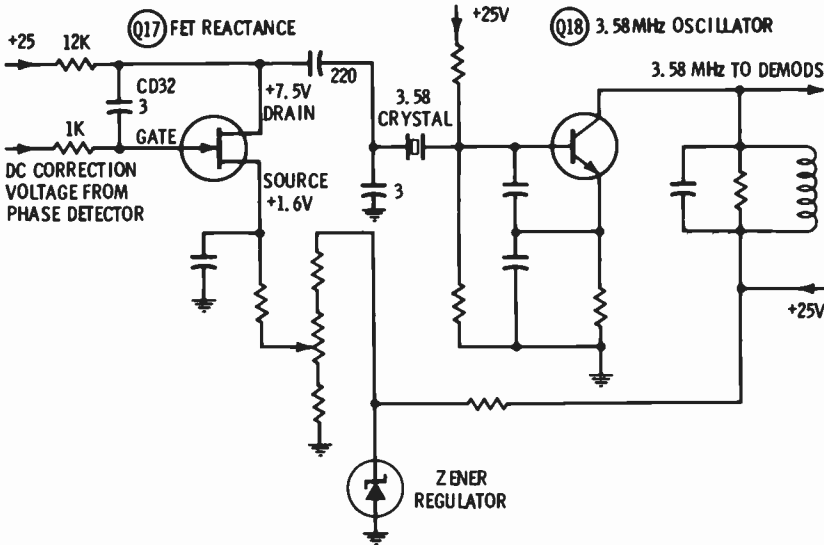 Q17 FET REACTANCE
+25V
Q18 3.58MHz OSCILLATOR
+25
12K
3.58 MHz TO DEMODS
CD32
3
+7.5V
DRAIN
220
3.58
CRYSTAL
1K
GATE
DC CORRECTION
VOLTAGE FROM
PHASE DETECTOR
SOURCE
+1.6V
3
+25V
ZENER
REGULATOR